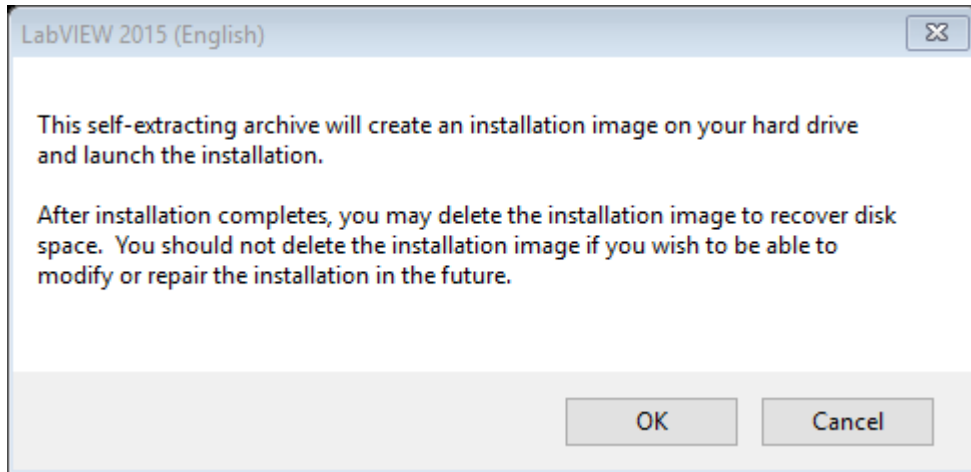 LabVIEW 2015 (English)
This self-extracting archive will create an installation image on your hard drive
and launch the installation.
After installation completes, you may delete the installation image to recover disk
space.  You should not delete the installation image if you wish to be able to
modify or repair the installation in the future.
OK
Cancel